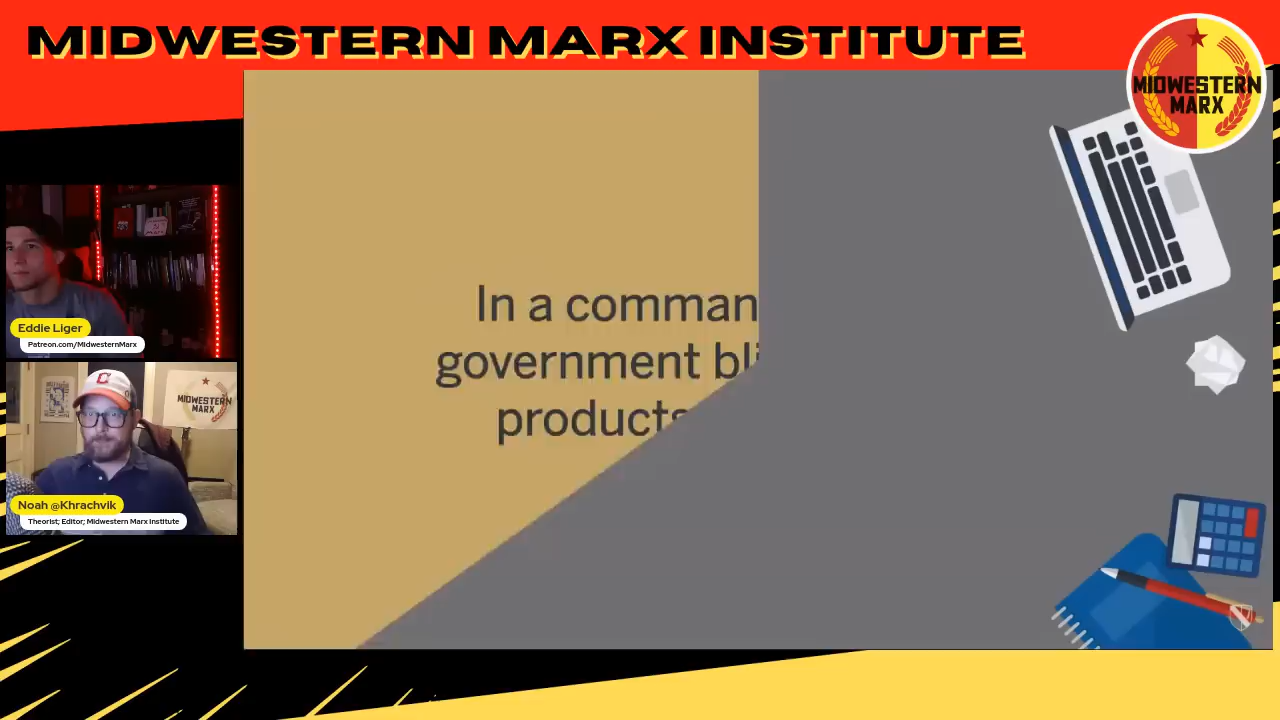 MIDWESTERN MARX INSTITUTE
MIDWESTERN
MARX
In a comman
government bli
products
Eddie Liger
Patreon.com/MidwesternMarx
MIDWESTERN
MARX
Noah @Khrachvik
Theorist; Editor; Midwestern Marx Institute